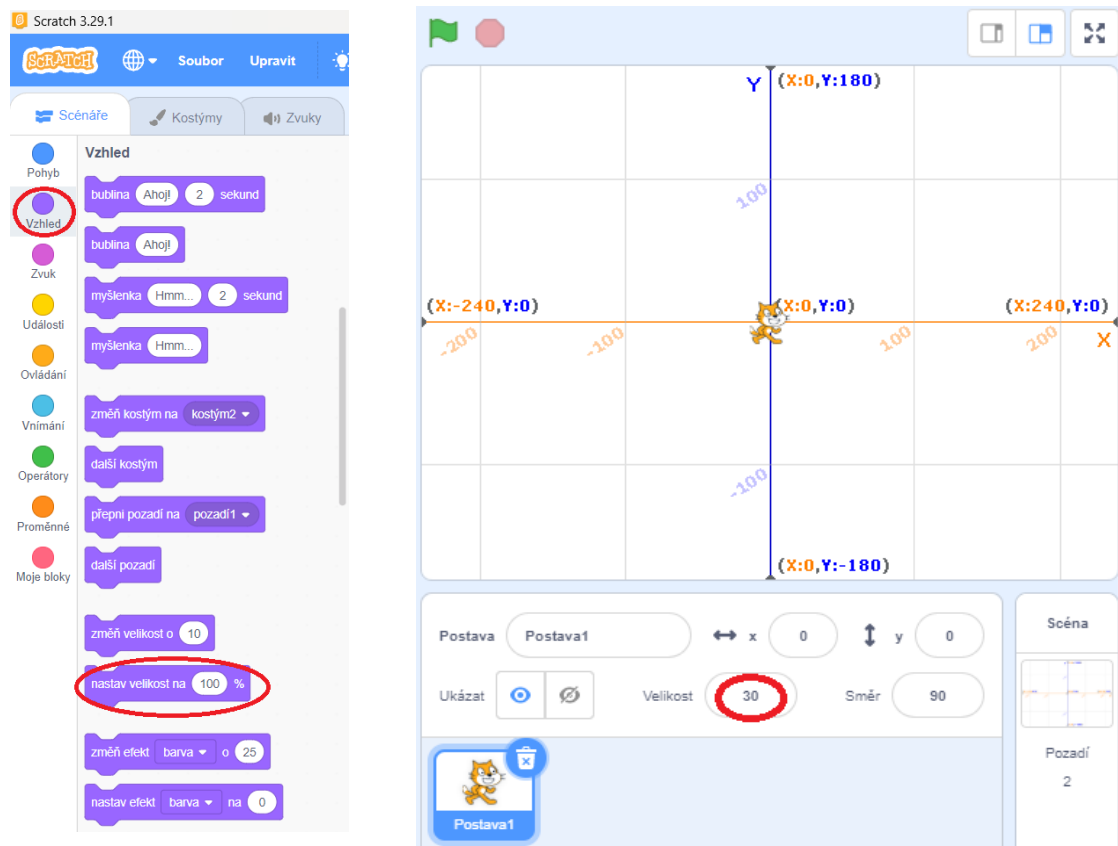 Scratch 3.29.1
SCRATCH Soubor Upravit
Scénáře Kostýmy Zvuky
Pohyb
Vzhled
Zvuk
Události
Ovládání
Vnímání
Operátory
Proměnné
Moje bloky
Vzhled
bublina Ahoj! 2 sekund
bublina Ahoj!
myšlenka Hmm... 2 sekund
myšlenka Hmm...
změň kostým na kostým2
další kostým
přepni pozadí na pozadí1
další pozadí
změň velikost o 10
nastav velikost na 100 %
změň efekt barva o 25
nastav efekt barva na 0
Y (X:0,Y:180)
100
(X:-240,Y:0) (X:0,Y:0) (X:240,Y:0)
-200 -100 100 200 X
-100
(X:0,Y:-180)
Postava Postava1 x 0 y 0
Ukázat Velikost 30 Směr 90
Postava1
Scéna
Pozadí
2